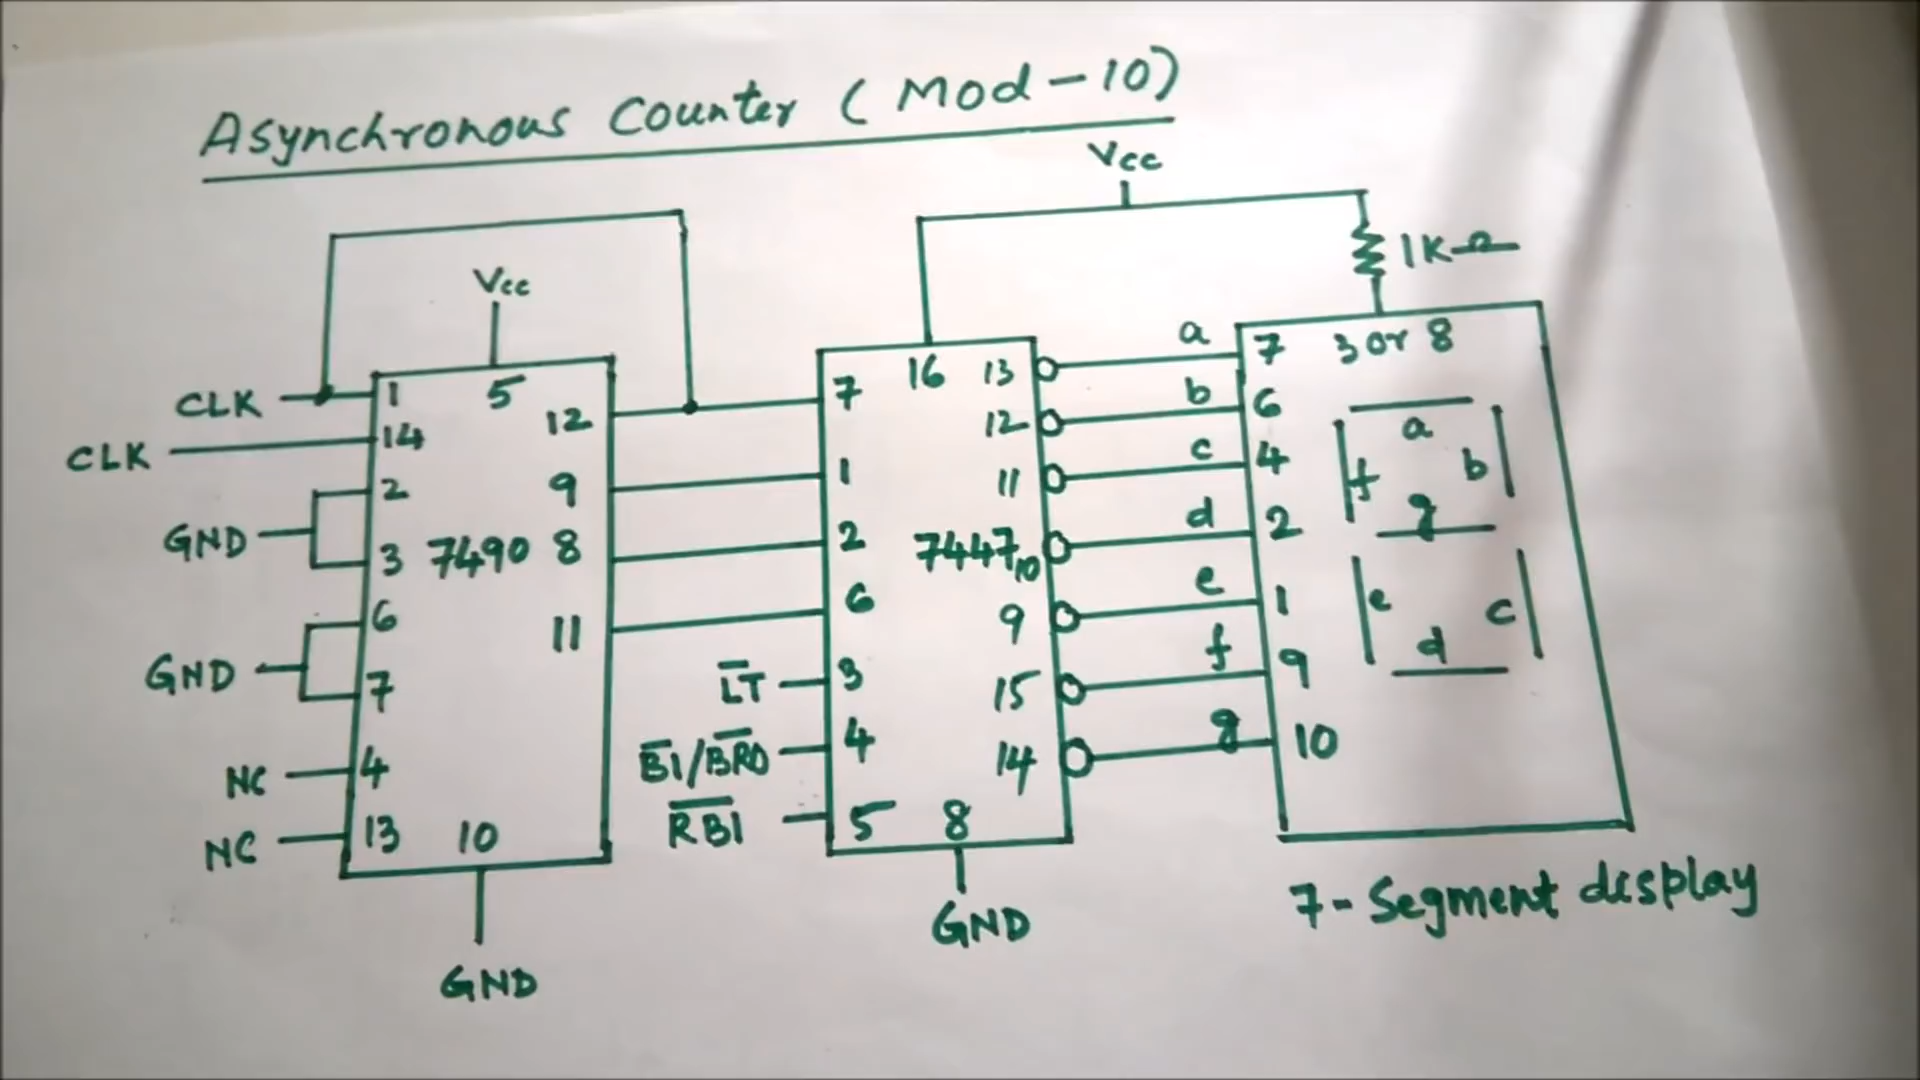 Asynchronous Counter (Mod-10)
Vcc
1KΩ
Vcc
CLK 1 5 12
CLK 14
GND 2 9
3 7490 8
GND 6 11
7
NC 4
NC 13 10
GND
7 16 13 a 7 3 or 8
12 b 6
1 11 c 4
2 7447 10 d 2
6 9 e 1
LT 3 15 f 9
BI/BRO 4 14 g 10
RBI 5 8
GND
a
f b
g
e c
d
7-Segment display